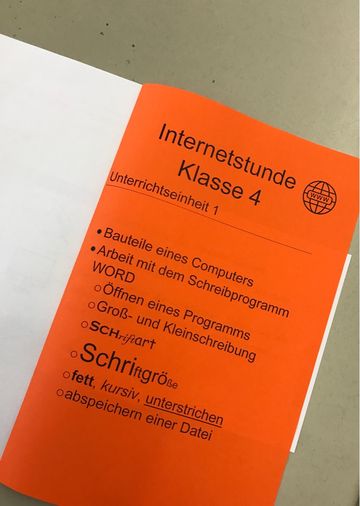 Internetstunde
Klasse 4
www
Unterrichtseinheit 1
• Bauteile eines Computers
• Arbeit mit dem Schreibprogramm
WORD
○ Öffnen eines Programms
○ Groß- und Kleinschreibung
○ SCHriftart
○ Schriftgröße
○ fett, kursiv, unterstrichen
○ abspeichern einer Datei